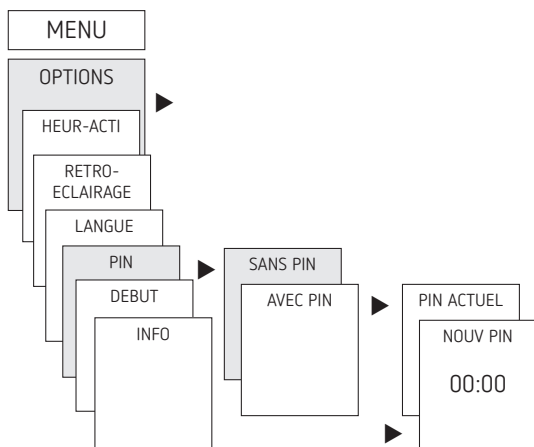 MENU
OPTIONS
HEUR-ACTI
RETRO-
ECLAIRAGE
LANGUE
PIN
DEBUT
INFO
SANS PIN
AVEC PIN
PIN ACTUEL
NOUV PIN
00:00